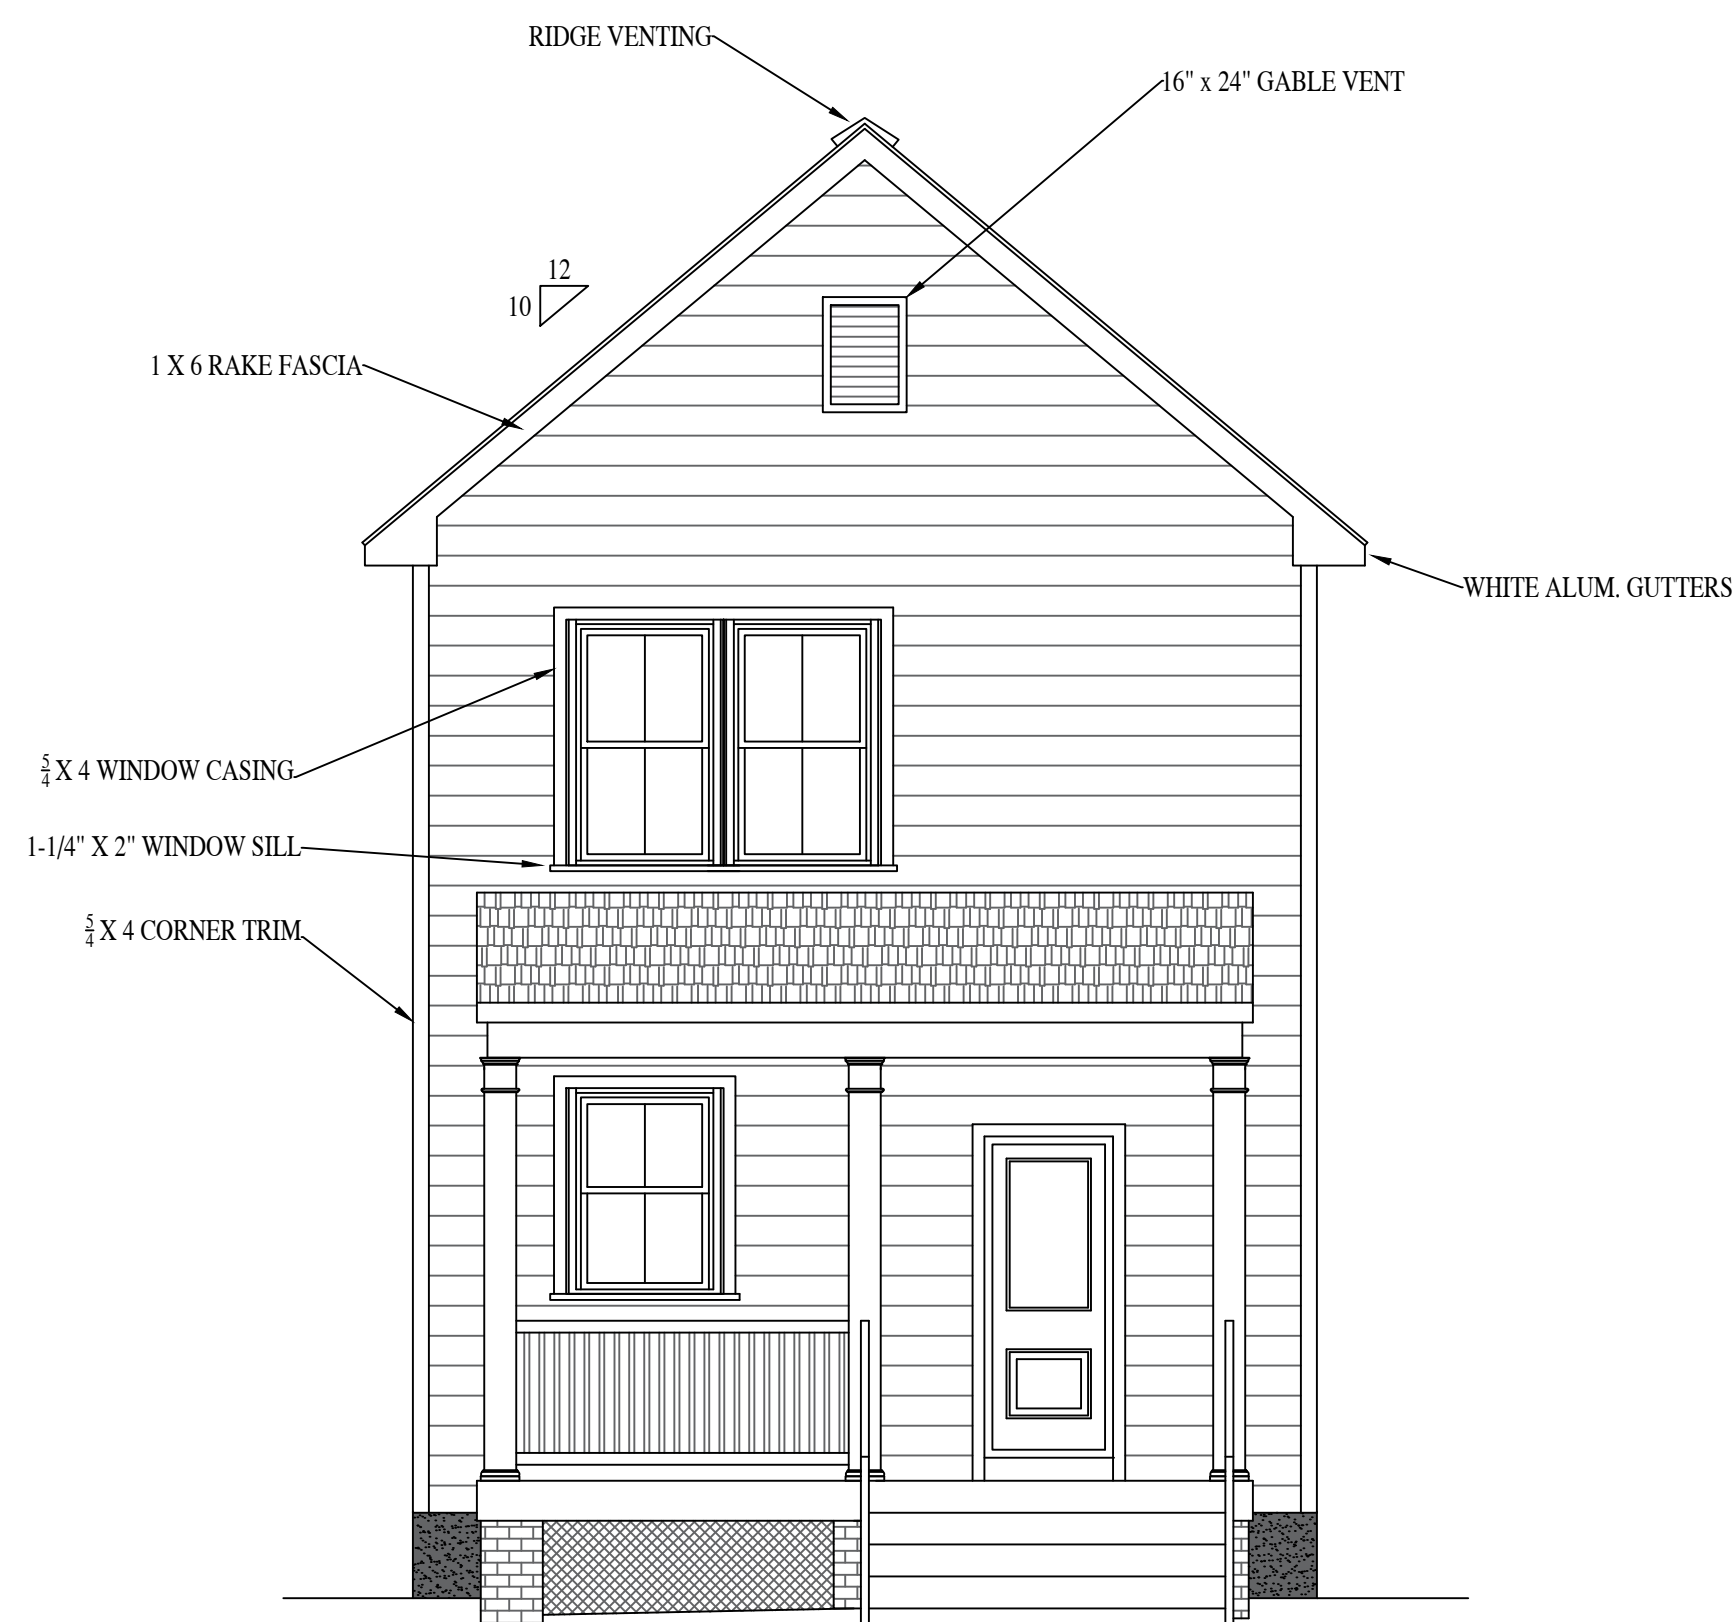 RIDGE VENTING
16" x 24" GABLE VENT
12
10
1 X 6 RAKE FASCIA
WHITE ALUM. GUTTERS
5/4 X 4 WINDOW CASING
1-1/4" X 2" WINDOW SILL
5/4 X 4 CORNER TRIM